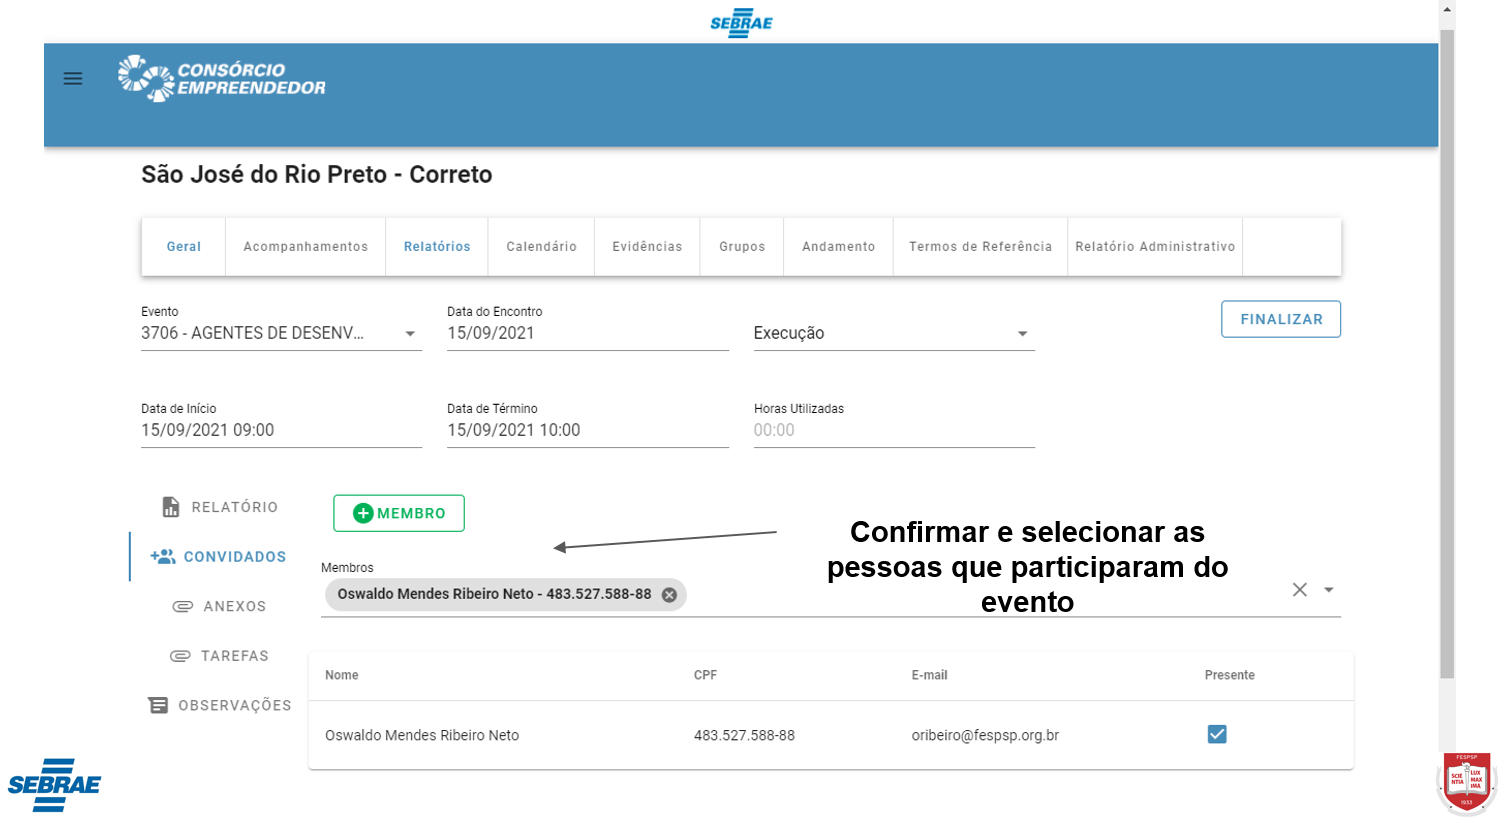 SEBRAE
CONSÓRCIO
EMPREENDEDOR
São José do Rio Preto - Correto
Geral Acompanhamentos Relatórios Calendário Evidências Grupos Andamento Termos de Referência Relatório Administrativo
Evento Data do Encontro
3706 - AGENTES DE DESENV... 15/09/2021 Execução FINALIZAR
Data de Início Data de Término Horas Utilizadas
15/09/2021 09:00 15/09/2021 10:00 00:00
RELATÓRIO
CONVIDADOS
ANEXOS
TAREFAS
OBSERVAÇÕES
MEMBRO
Confirmar e selecionar as
pessoas que participaram do
evento
Membros
Oswaldo Mendes Ribeiro Neto - 483.527.588-88
Nome CPF E-mail Presente
Oswaldo Mendes Ribeiro Neto 483.527.588-88 oribeiro@fespsp.org.br
SEBRAE
FESPSP
SCIE LUX
NTIA MAX
IMA
1933